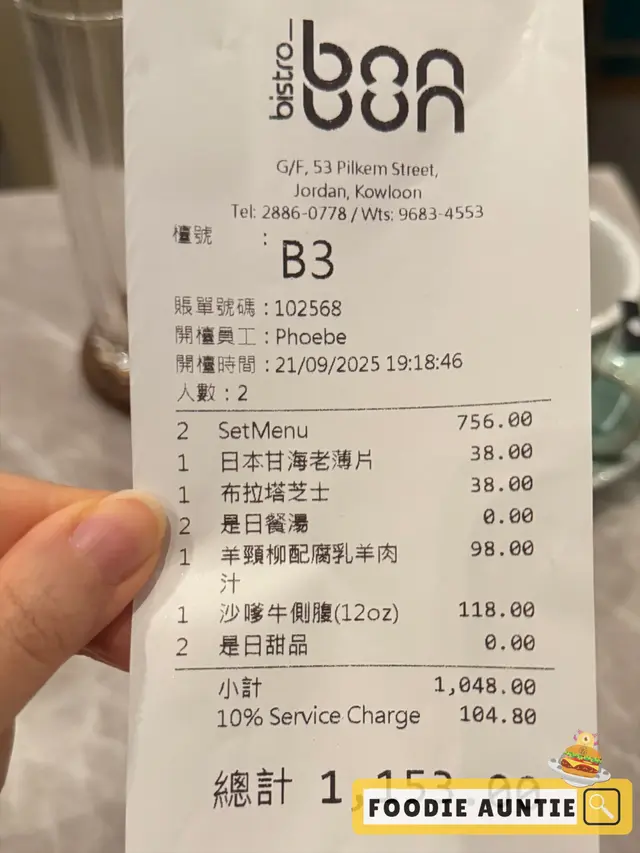 bistro_
bon
bon
G/F, 53 Pilkem Street,
Jordan, Kowloon
Tel: 2886-0778 / Wts: 9683-4553
檯號 :
B3
賬單號碼 : 102568
開檯員工 : Phoebe
開檯時間 : 21/09/2025 19:18:46
人數 : 2
2 SetMenu 756.00
1 日本甘海老薄片 38.00
1 布拉塔芝士 38.00
2 是日餐湯 0.00
1 羊頸柳配腐乳羊肉 98.00
汁
1 沙嗲牛側腹(12oz) 118.00
2 是日甜品 0.00
小計 1,048.00
10% Service Charge 104.80
總計 1,153.00
FOODIE AUNTIE